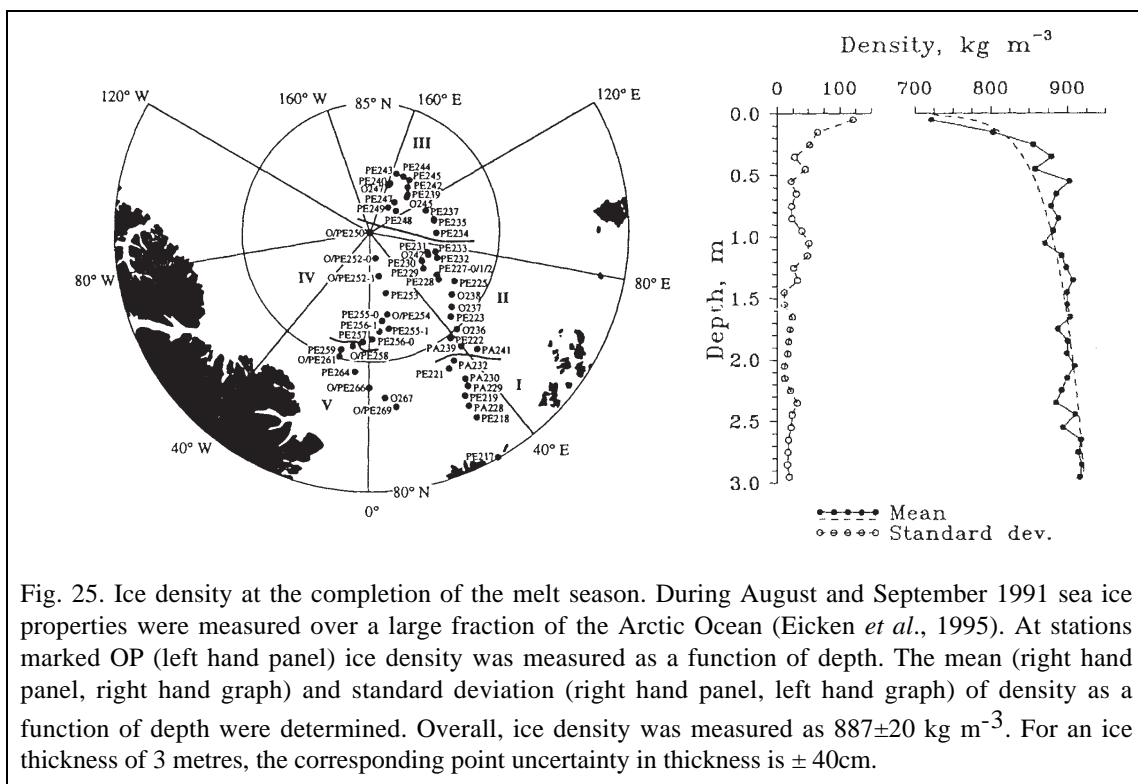 Density, kg m⁻³
0 100 700 800 900
120° W
160° W
85° N
160° E
120° E
III
PE243
PE244
PE245
PE240
O247
PE242
PE239
O245
PE247
PE249
PE248
PE237
PE235
PE234
O/PE250
PE231
O242
PE233
PE230
PE232
PE229
PE227-0/1/2
PE228
PE225
O/PE252-0
IV
O/PE252-1
PE253
O238
II
O237
PE223
PE255-0
O/PE254
PE256-1
PE255-1
O236
PE257
PE256-0
PE222
PE259
O/PE258
PA239
PA241
O/PE261
PE264
PE221
PA232
PA230
I
PA229
O/PE266
O267
PE219
V
PA228
O/PE269
PE218
PE217
80° W
80° E
40° W
40° E
80° N
0°
Depth, m
0.0
0.5
1.0
1.5
2.0
2.5
3.0
Mean
Standard dev.
Fig. 25. Ice density at the completion of the melt season. During August and September 1991 sea ice
properties were measured over a large fraction of the Arctic Ocean (Eicken et al., 1995). At stations
marked OP (left hand panel) ice density was measured as a function of depth. The mean (right hand
panel, right hand graph) and standard deviation (right hand panel, left hand graph) of density as a
function of depth were determined. Overall, ice density was measured as 887±20 kg m⁻³. For an ice
thickness of 3 metres, the corresponding point uncertainty in thickness is ± 40cm.